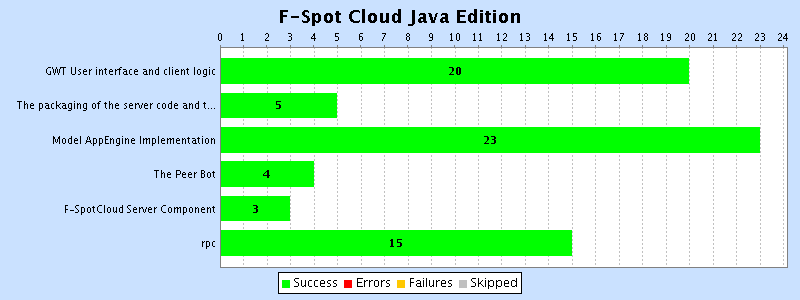 F-Spot Cloud Java Edition
0 1 2 3 4 5 6 7 8 9 10 11 12 13 14 15 16 17 18 19 20 21 22 23 24
GWT User interface and client logic 20
The packaging of the server code and t... 5
Model AppEngine Implementation 23
The Peer Bot 4
F-SpotCloud Server Component 3
rpc 15
Success Errors Failures Skipped